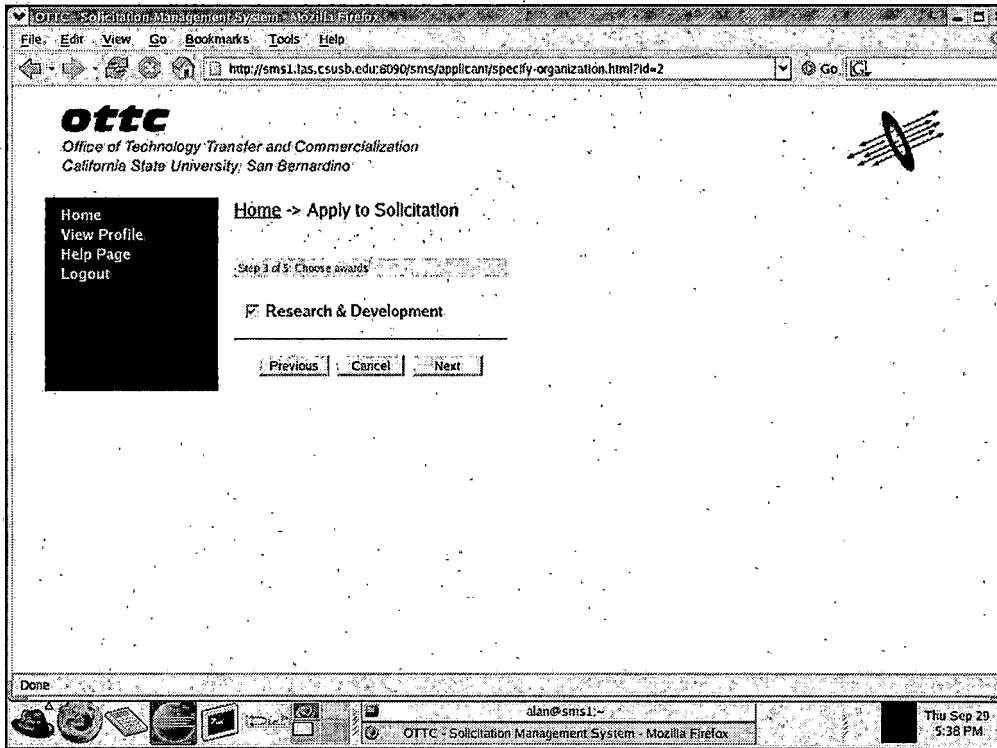 OTTC - Solicitation Management System - Mozilla Firefox
File Edit View Go Bookmarks Tools Help
http://sms1.ias.csusb.edu:8090/sms/applicant/specify-organization.html?id=2 Go
ottc
Office of Technology Transfer and Commercialization
California State University, San Bernardino
Home
View Profile
Help Page
Logout
Home -> Apply to Solicitation
Step 3 of 5: Choose awards
Research & Development
Previous Cancel Next
Done
alan@sms1:~
OTTC - Solicitation Management System - Mozilla Firefox
Thu Sep 29
5:38 PM